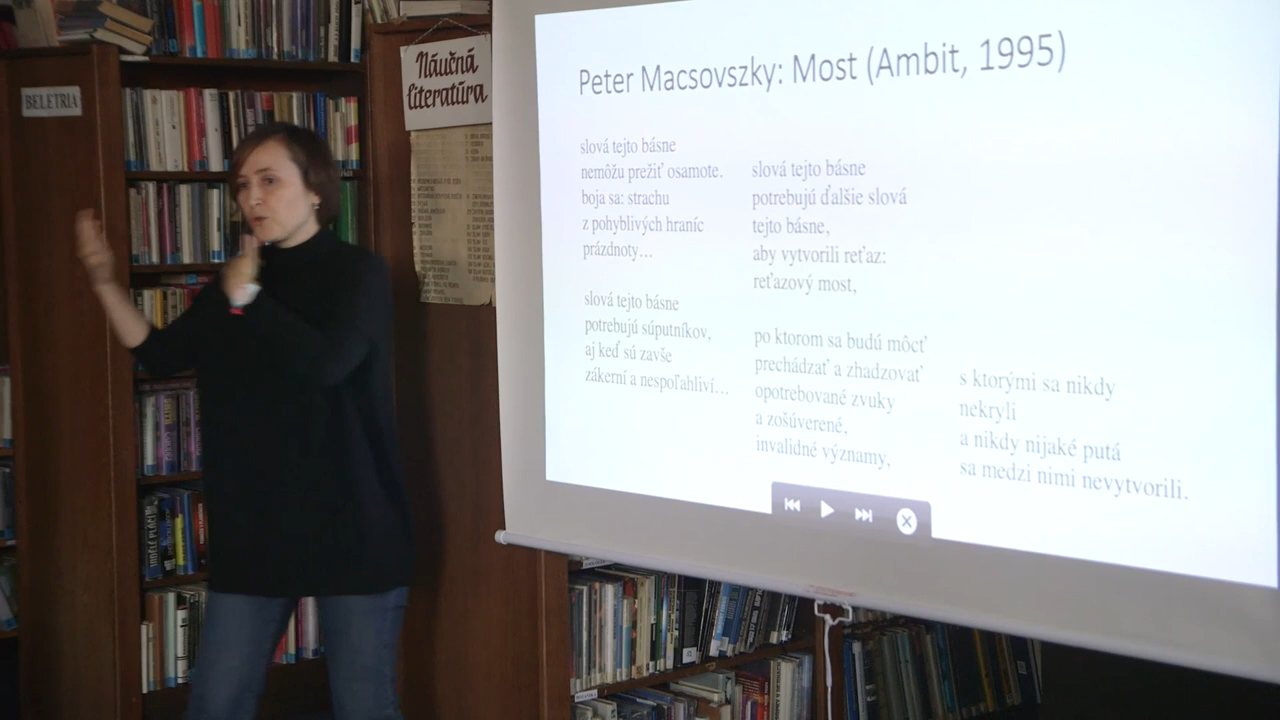 BELETRIA
Náučná
literatúra
Peter Macsovszky: Most (Ambit, 1995)
slová tejto básne
nemôžu prežiť osamote.
boja sa: strachu
z pohyblivých hraníc
prázdnoty…
slová tejto básne
potrebujú súputníkov,
aj keď sú zavše
zákerní a nespoľahliví…
slová tejto básne
potrebujú ďalšie slová
tejto básne,
aby vytvorili reťaz:
reťazový most,
po ktorom sa budú môcť
prechádzať a zhadzovať
opotrebované zvuky
a zošúverené,
invalidné významy,
s ktorými sa nikdy
nekryli
a nikdy nijaké putá
sa medzi nimi nevytvorili.